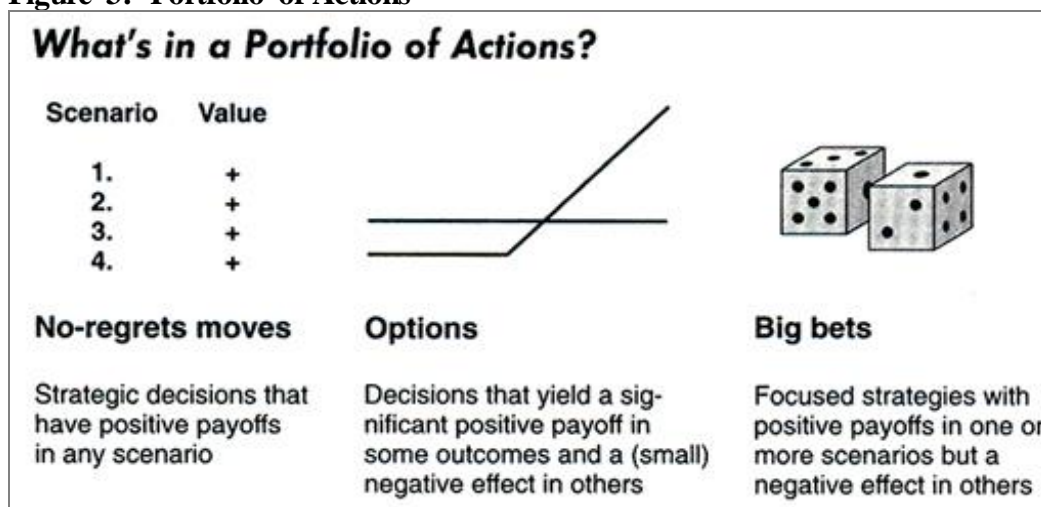 Figure 3: Portfolio of Actions
What's in a Portfolio of Actions?
Scenario Value
1. +
2. +
3. +
4. +
No-regrets moves
Strategic decisions that
have positive payoffs
in any scenario
Options
Decisions that yield a sig-
nificant positive payoff in
some outcomes and a (small)
negative effect in others
Big bets
Focused strategies with
positive payoffs in one or
more scenarios but a
negative effect in others